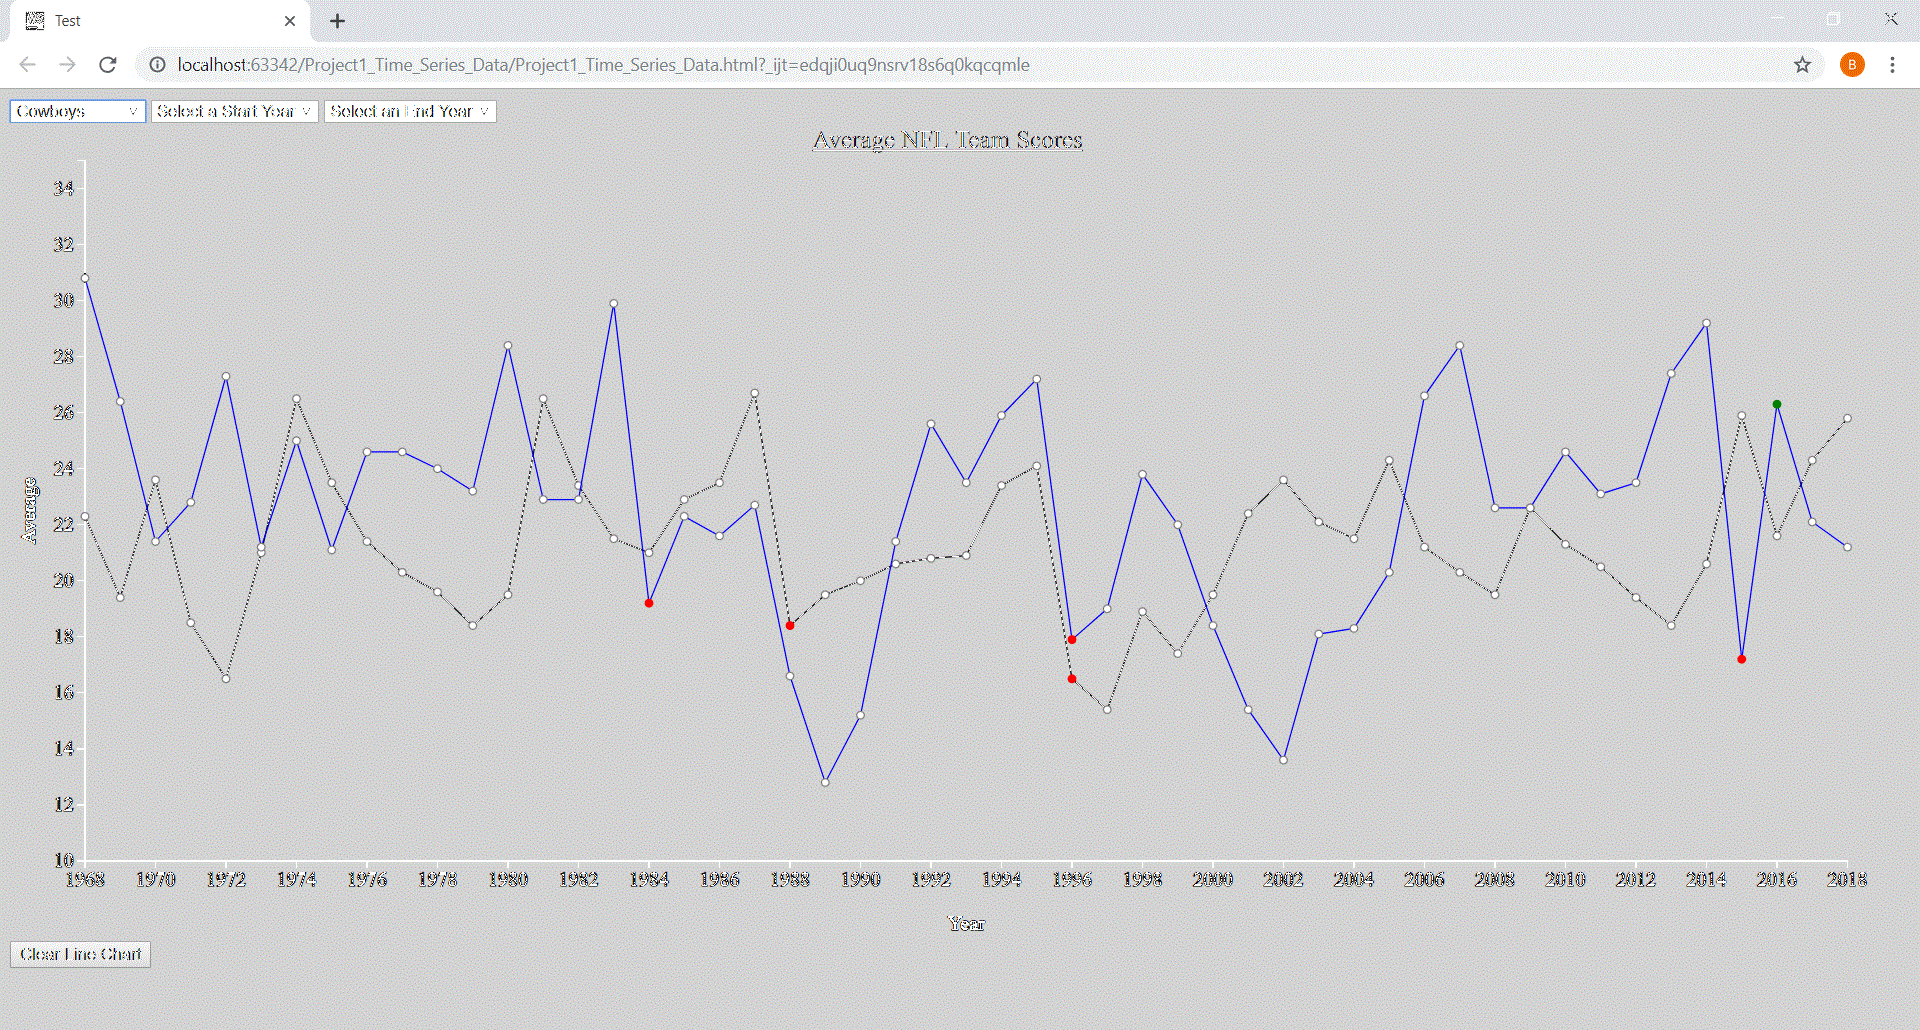 Test
localhost:63342/Project1_Time_Series_Data/Project1_Time_Series_Data.html?_ijt=edqji0uq9nsrv18s6q0kqcqmle
B
Cowboys Select a Start Year Select an End Year
Average NFL Team Scores
34
32
30
28
26
24
22
20
18
16
14
12
10
Average
1968 1970 1972 1974 1976 1978 1980 1982 1984 1986 1988 1990 1992 1994 1996 1998 2000 2002 2004 2006 2008 2010 2012 2014 2016 2018
Year
Clear Line Chart